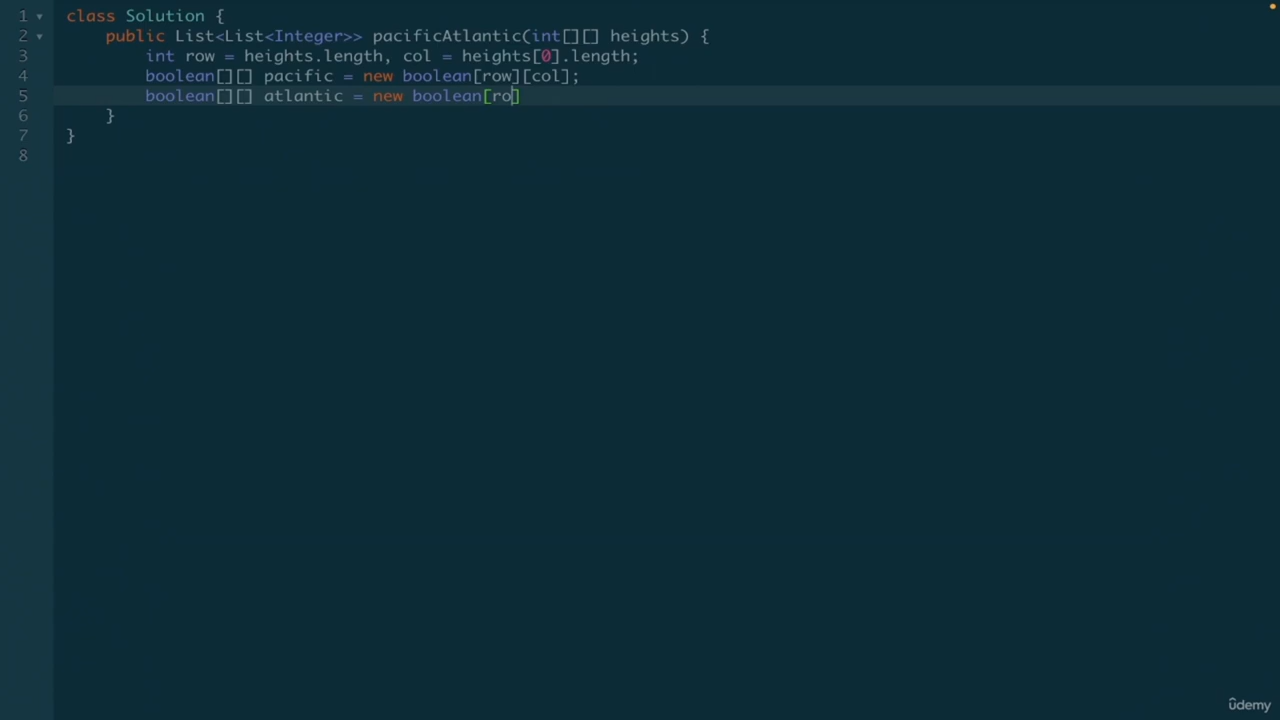 1 class Solution {
2 public List<List<Integer>> pacificAtlantic(int[][] heights) {
3 int row = heights.length, col = heights[0].length;
4 boolean[][] pacific = new boolean[row][col];
5 boolean[][] atlantic = new boolean[ro]
6 }
7 }
8
ûdemy